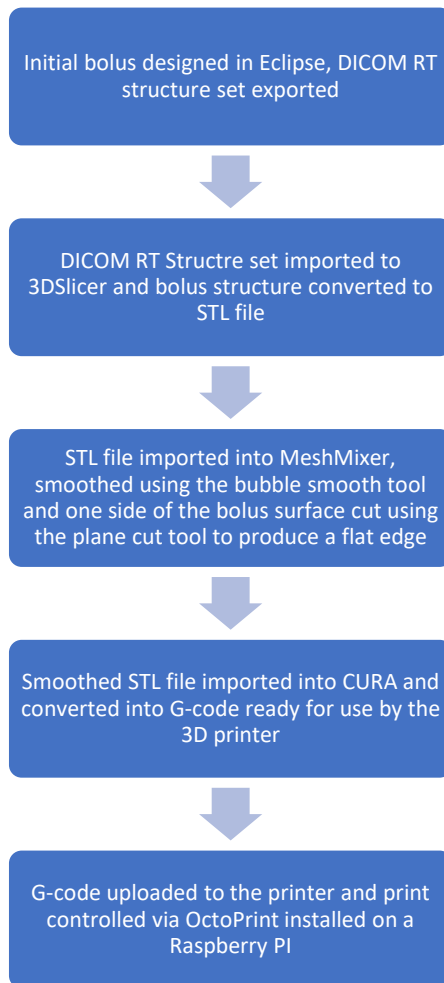 Initial bolus designed in Eclipse, DICOM RT
structure set exported
DICOM RT Structre set imported to
3DSlicer and bolus structure converted to
STL file
STL file imported into MeshMixer,
smoothed using the bubble smooth tool
and one side of the bolus surface cut using
the plane cut tool to produce a flat edge
Smoothed STL file imported into CURA and
converted into G-code ready for use by the
3D printer
G-code uploaded to the printer and print
controlled via OctoPrint installed on a
Raspberry PI